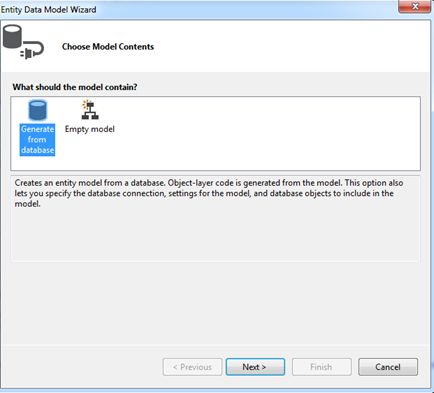 Entity Data Model Wizard
Choose Model Contents
What should the model contain?
Generate
from
database
Empty model
Creates an entity model from a database. Object-layer code is generated from the model. This option also
lets you specify the database connection, settings for the model, and database objects to include in the
model.
< Previous
Next >
Finish
Cancel